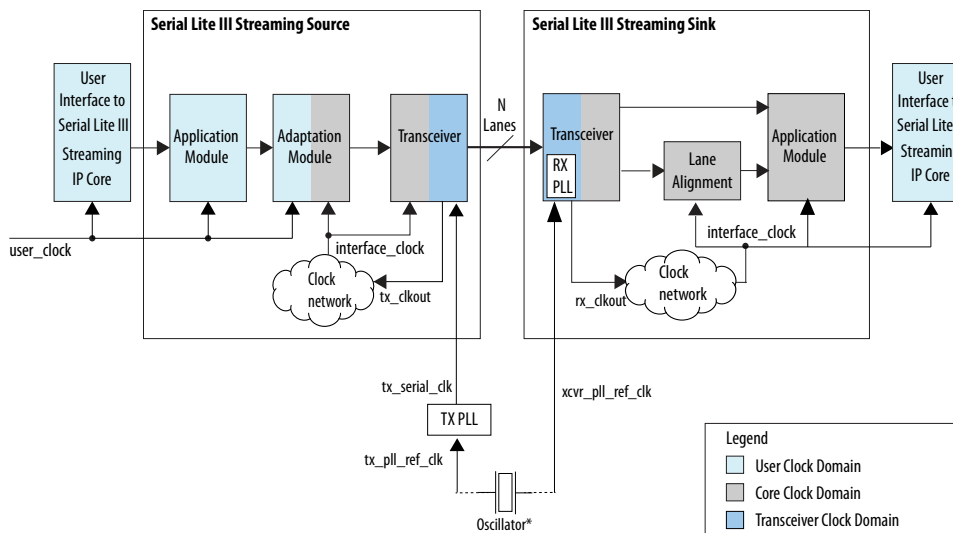 Serial Lite III Streaming Source
Serial Lite III Streaming Sink
User
Interface to
Serial Lite III
Streaming
IP Core
Application
Module
Adaptation
Module
Transceiver
N
Lanes
Transceiver
RX
PLL
Lane
Alignment
Application
Module
User
Interface to
Serial Lite
Streaming
IP Core
user_clock
interface_clock
Clock
network
tx_clkout
interface_clock
rx_clkout
Clock
network
tx_serial_clk
xcvr_pll_ref_clk
TX PLL
tx_pll_ref_clk
Oscillator*
Legend
User Clock Domain
Core Clock Domain
Transceiver Clock Domain